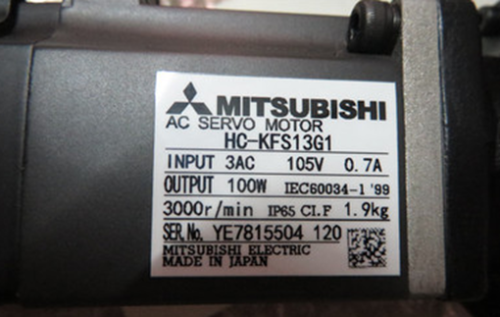 MITSUBISHI
AC SERVO MOTOR
HC-KFS13G1
INPUT 3AC 105V 0.7A
OUTPUT 100W IEC60034-1 '99
3000r/min IP65 CI.F 1.9kg
SER.No. YE7815504 120
MITSUBISHI ELECTRIC
MADE IN JAPAN